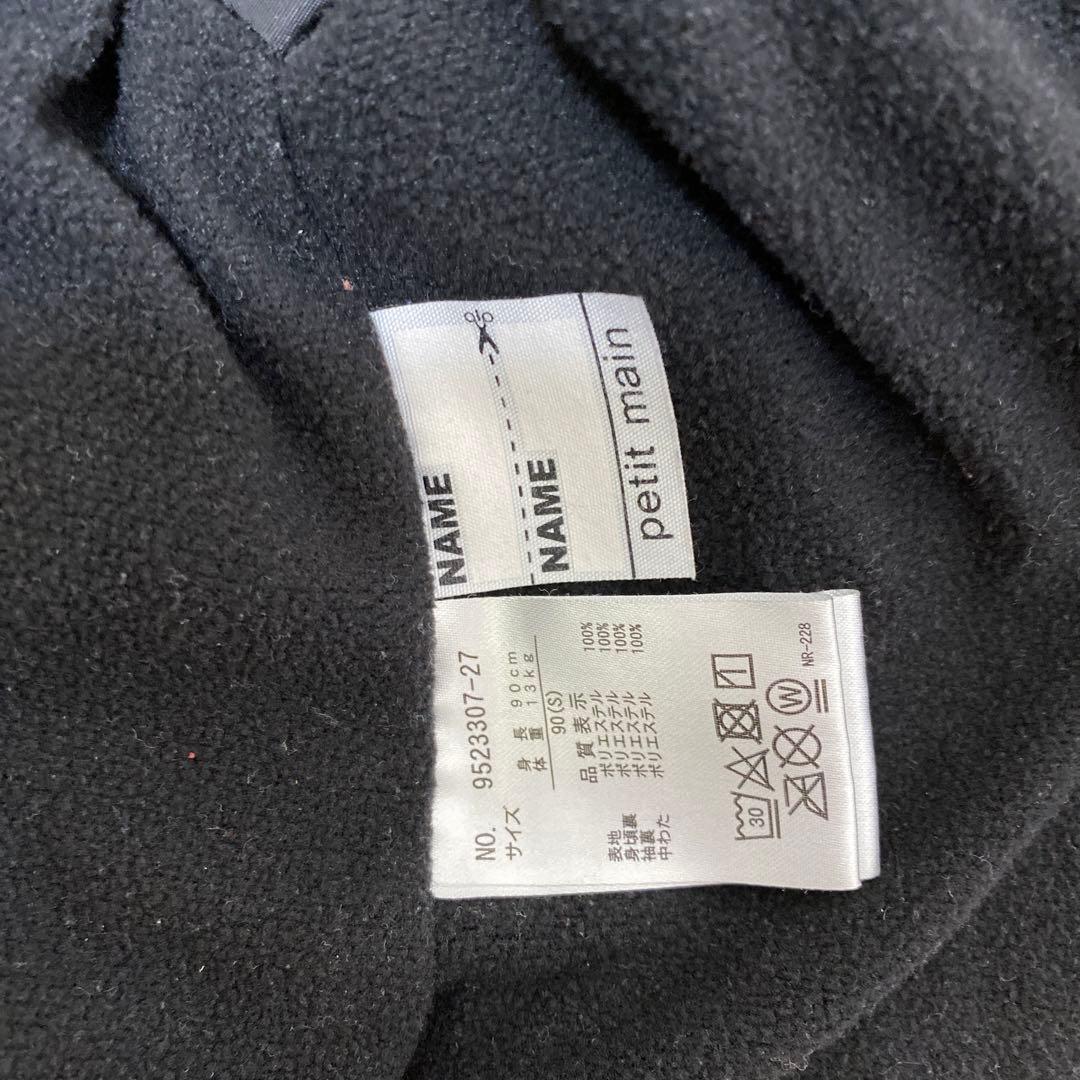 petit main
NAME
NAME
NO. 9523307-27
サイズ
身長 90cm
体重 13kg
90(S)
品質表示
表地 ポリエステル 100%
身頃裏 ポリエステル 100%
袖裏 ポリエステル 100%
中わた ポリエステル 100%
30
W
NR-228